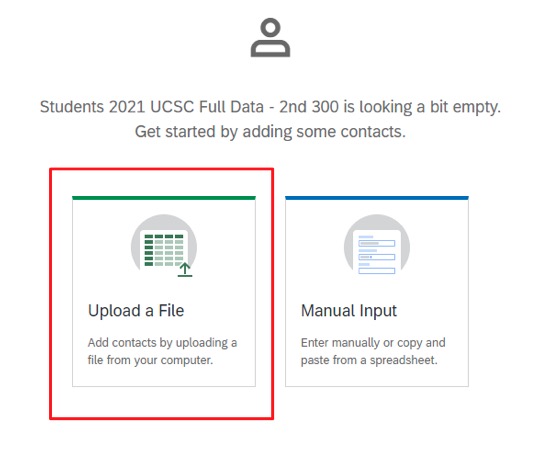 Students 2021 UCSC Full Data - 2nd 300 is looking a bit empty.
Get started by adding some contacts.
Upload a File
Add contacts by uploading a
file from your computer.
Manual Input
Enter manually or copy and
paste from a spreadsheet.